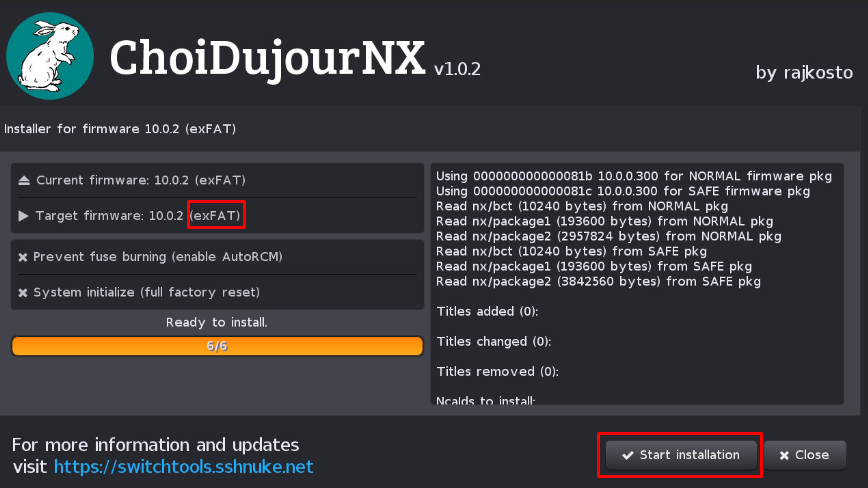 ChoiDujourNX v1.0.2
by rajkosto
Installer for firmware 10.0.2 (exFAT)
Current firmware: 10.0.2 (exFAT)
Target firmware: 10.0.2 (exFAT)
Prevent fuse burning (enable AutoRCM)
System initialize (full factory reset)
Ready to install.
6/6
Using 000000000000081b 10.0.0.300 for NORMAL firmware pkg
Using 000000000000081c 10.0.0.300 for SAFE firmware pkg
Read nx/bct (10240 bytes) from NORMAL pkg
Read nx/package1 (193600 bytes) from NORMAL pkg
Read nx/package2 (2957824 bytes) from NORMAL pkg
Read nx/bct (10240 bytes) from SAFE pkg
Read nx/package1 (193600 bytes) from SAFE pkg
Read nx/package2 (3842560 bytes) from SAFE pkg
Titles added (0):
Titles changed (0):
Titles removed (0):
NcaIds to install:
For more information and updates
visit https://switchtools.sshnuke.net
Start installation
Close